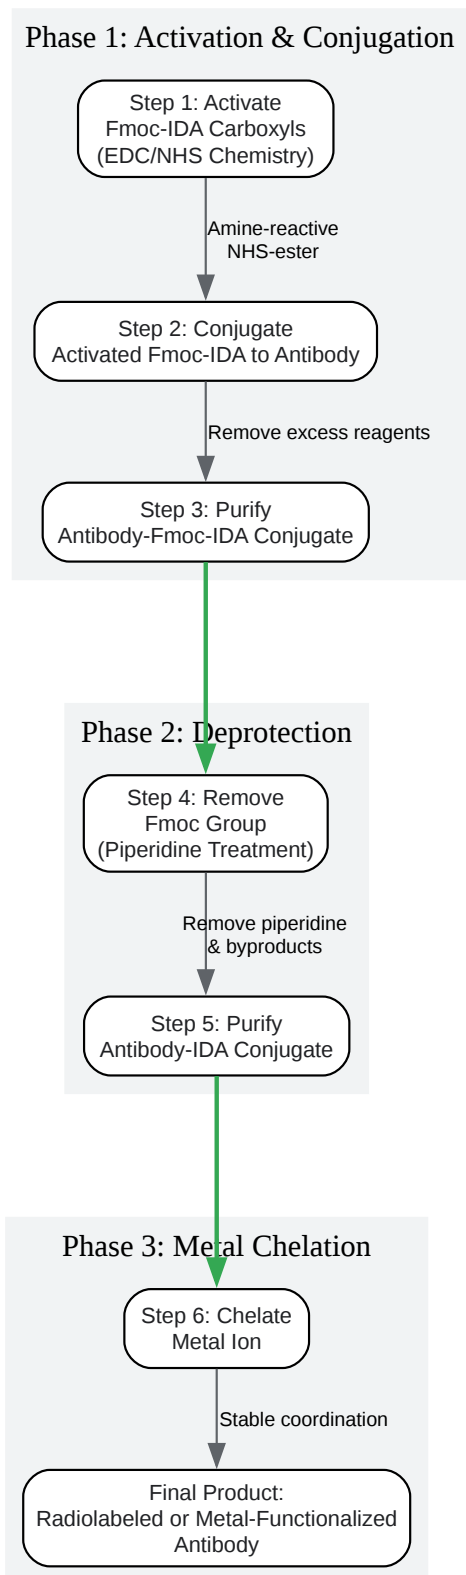 Phase 1: Activation & Conjugation
Step 1: Activate
Fmoc-IDA Carboxyls
(EDC/NHS Chemistry)
Amine-reactive
NHS-ester
Step 2: Conjugate
Activated Fmoc-IDA to Antibody
Remove excess reagents
Step 3: Purify
Antibody-Fmoc-IDA Conjugate
Phase 2: Deprotection
Step 4: Remove
Fmoc Group
(Piperidine Treatment)
Remove piperidine
& byproducts
Step 5: Purify
Antibody-IDA Conjugate
Phase 3: Metal Chelation
Step 6: Chelate
Metal Ion
Stable coordination
Final Product:
Radiolabeled or Metal-Functionalized
Antibody